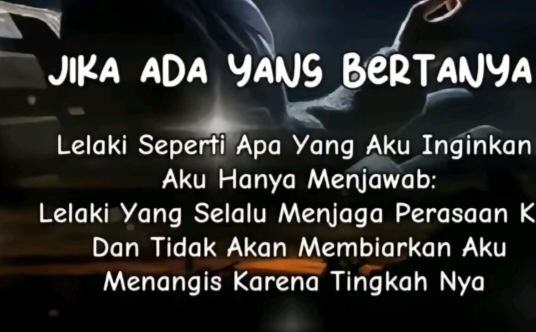 JIKA ADA YANG BERTANYA
Lelaki Seperti Apa Yang Aku Inginkan
Aku Hanya Menjawab:
Lelaki Yang Selalu Menjaga Perasaan
Dan Tidak Akan Membiarkan Aku
Menangis Karena Tingkah Nya